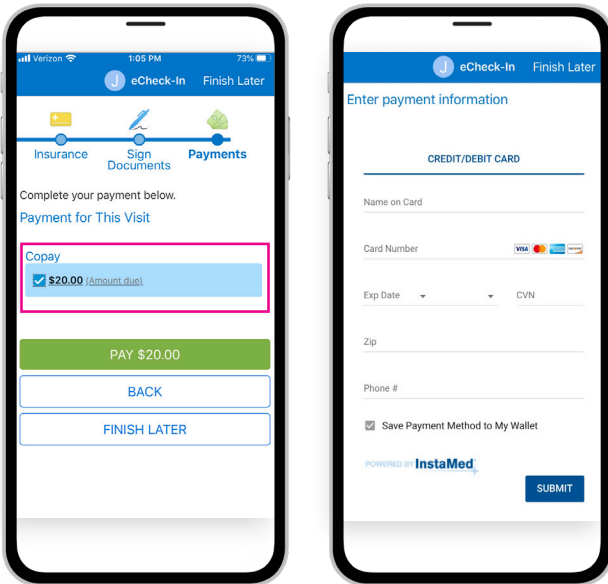 Verizon 1:05 PM 73%
J eCheck-In Finish Later
Insurance Sign Documents Payments
Complete your payment below.
Payment for This Visit
Copay
$20.00 (Amount due)
PAY $20.00
BACK
FINISH LATER
J eCheck-In Finish Later
Enter payment information
CREDIT/DEBIT CARD
Name on Card
Card Number VISA
Exp Date CVN
Zip
Phone #
Save Payment Method to My Wallet
POWERED BY InstaMed
SUBMIT